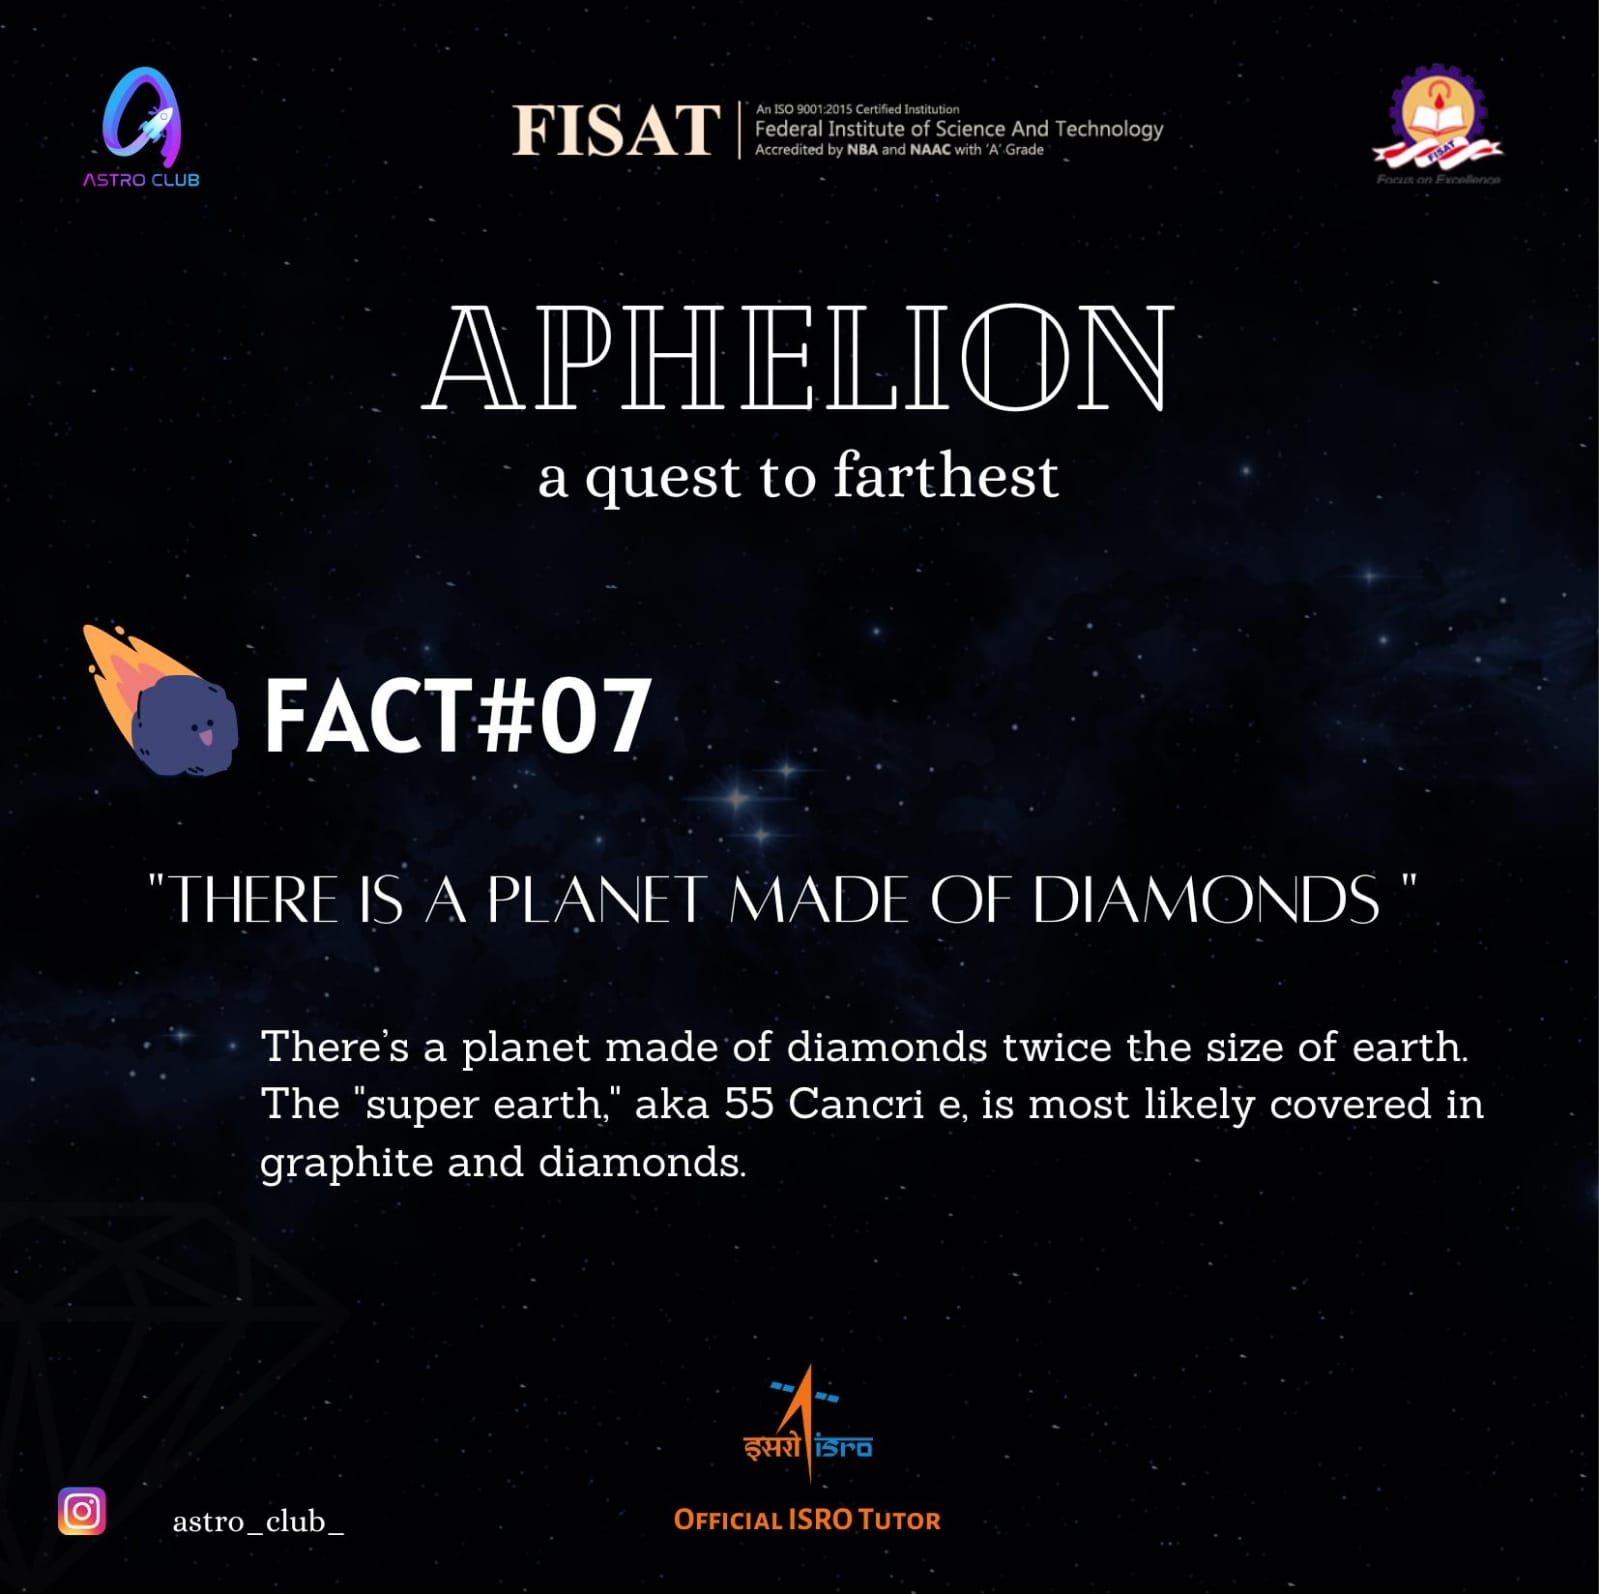 ASTRO CLUB
FISAT
An ISO 9001:2015 Certified Institution
Federal Institute of Science And Technology
Accredited by NBA and NAAC with 'A' Grade
FISAT
Focus on Excellence
APHELION
a quest to farthest
FACT#07
"THERE IS A PLANET MADE OF DIAMONDS "
There's a planet made of diamonds twice the size of earth.
The "super earth," aka 55 Cancri e, is most likely covered in
graphite and diamonds.
इसरो isro
OFFICIAL ISRO TUTOR
astro_club_